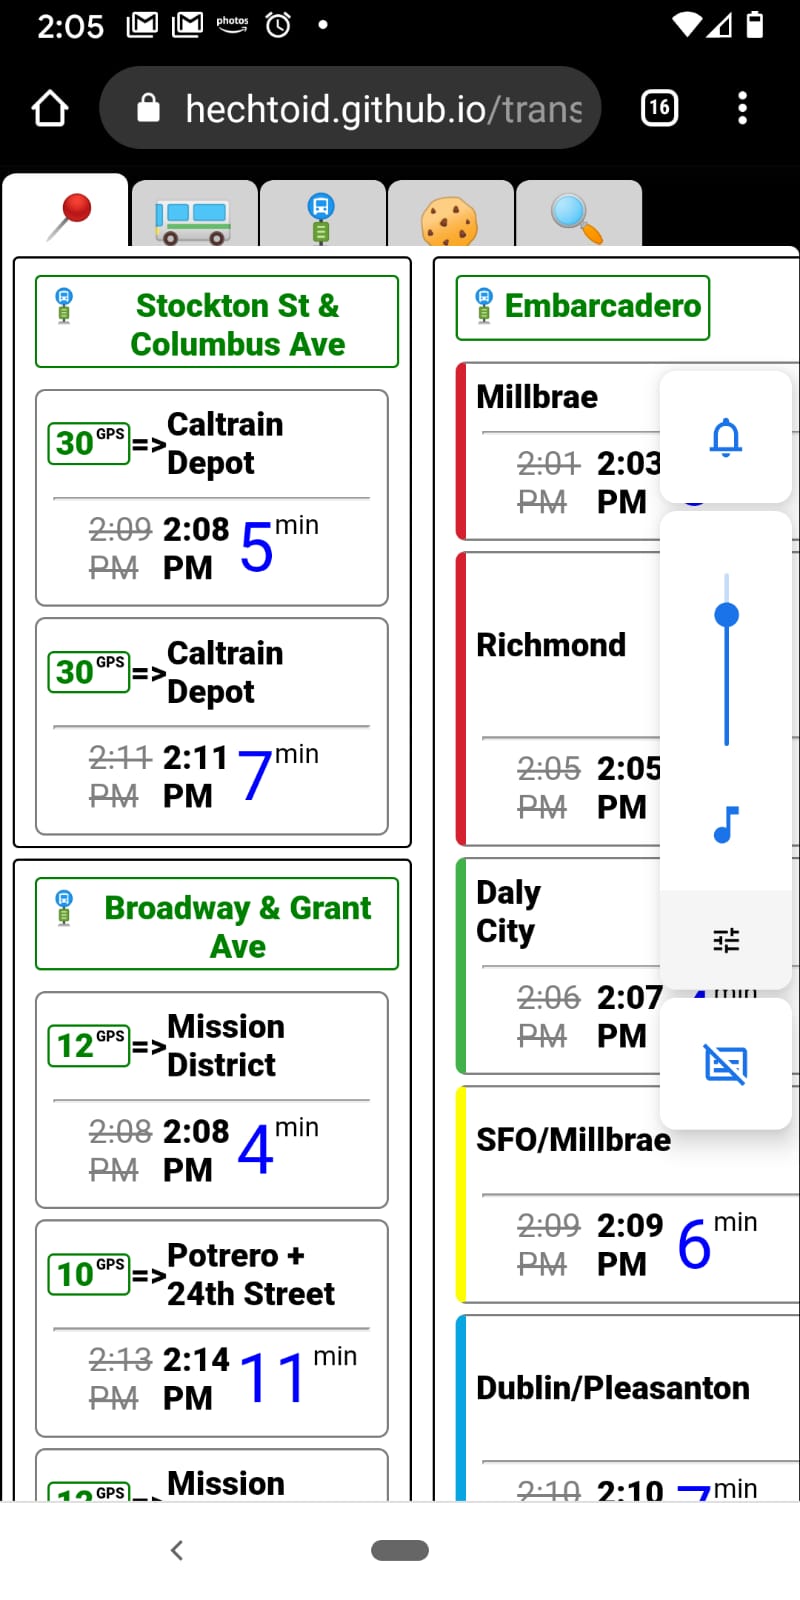 2:05
photos
hechtoid.github.io/trans
16
Stockton St &
Columbus Ave
30 GPS => Caltrain
Depot
2:09 2:08 5 min
PM PM
30 GPS => Caltrain
Depot
2:11 2:11 7 min
PM PM
Broadway & Grant
Ave
12 GPS => Mission
District
2:08 2:08 4 min
PM PM
10 GPS => Potrero +
24th Street
2:13 2:14 11 min
PM PM
12 GPS => Mission
Embarcadero
Millbrae
2:01 2:03
PM PM
Richmond
2:05 2:05
PM PM
Daly
City
2:06 2:07 min
PM PM
SFO/Millbrae
2:09 2:09 6 min
PM PM
Dublin/Pleasanton
2:10 2:10 7 min